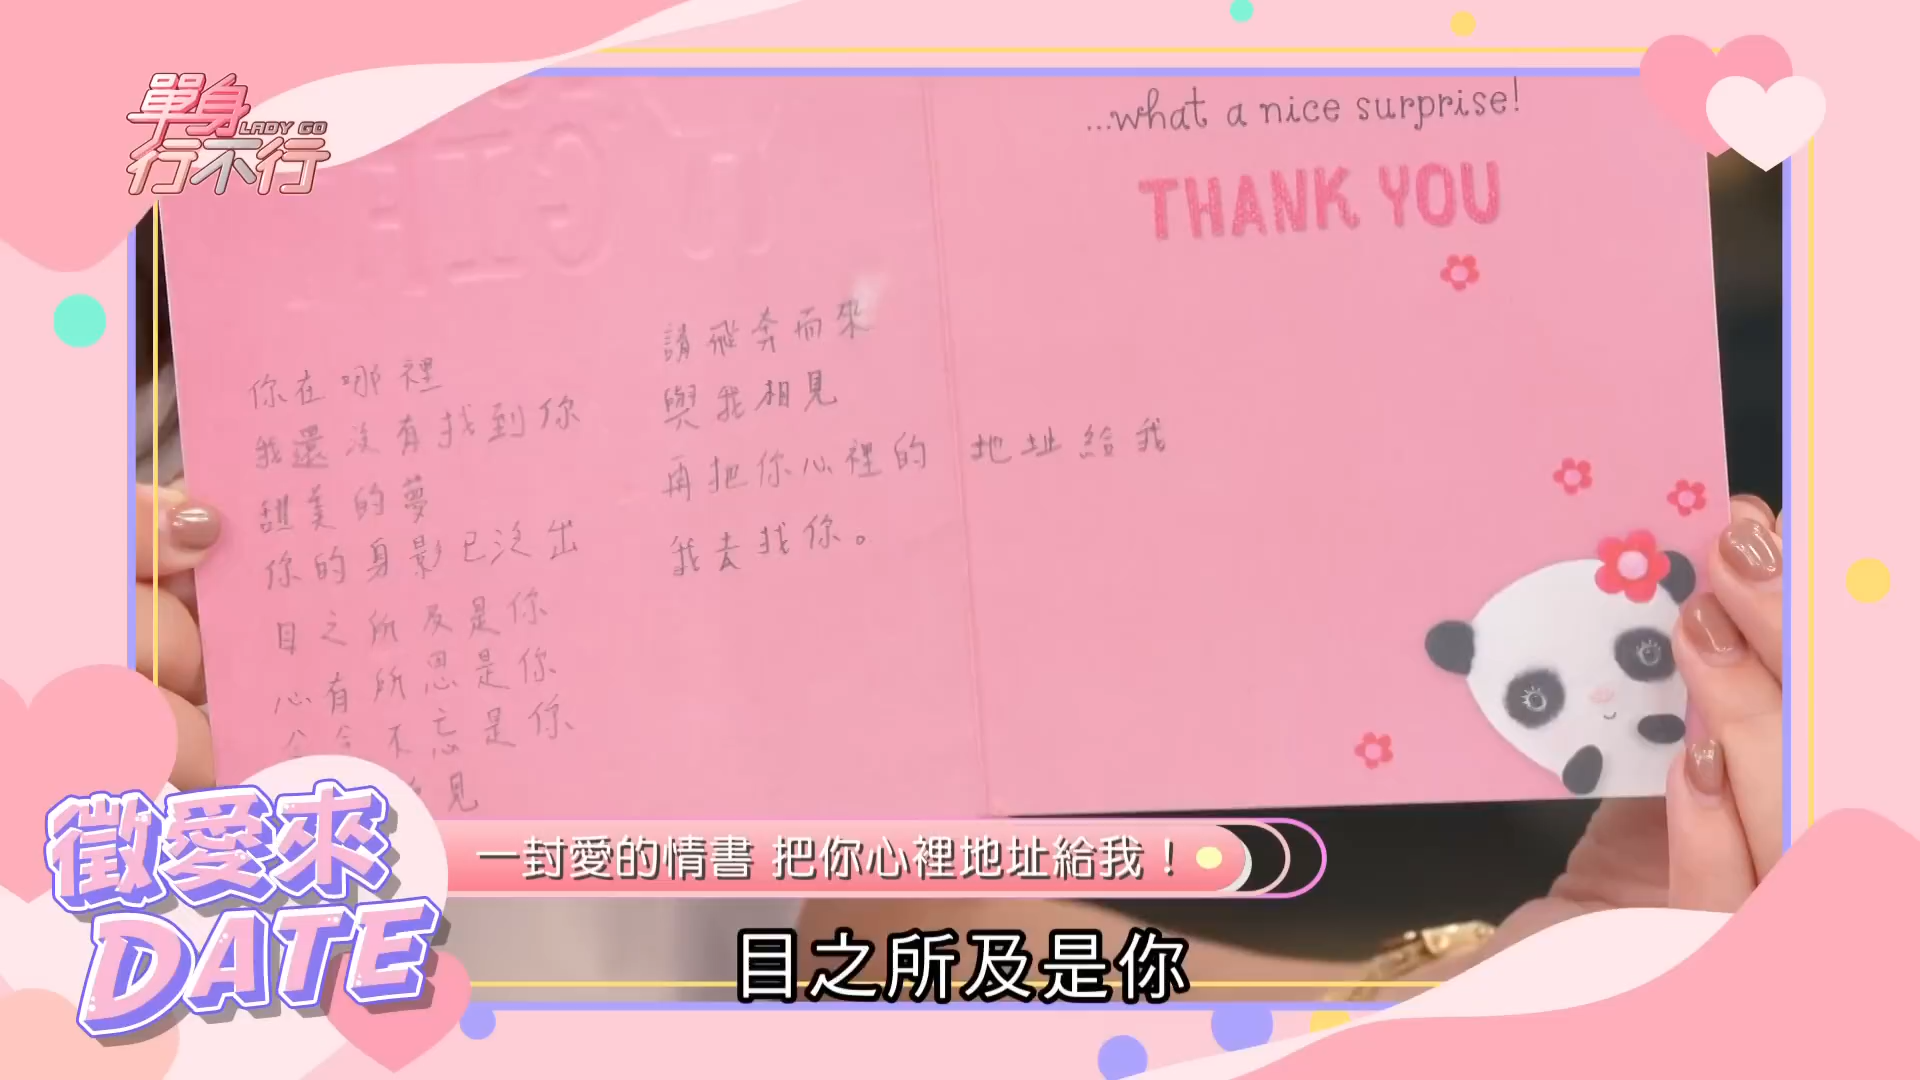 單身
LADY GO
行不行
...what a nice surprise!
THANK YOU
你在哪裡
我還沒有找到你
甜美的夢
你的身影已泛出
目之所及是你
心有所思是你
不忘是你
見
請飛奔而來
與我相見
再把你心裡的 地址給我
我去找你。
徵愛來
DATE
一封愛的情書 把你心裡地址給我！
目之所及是你